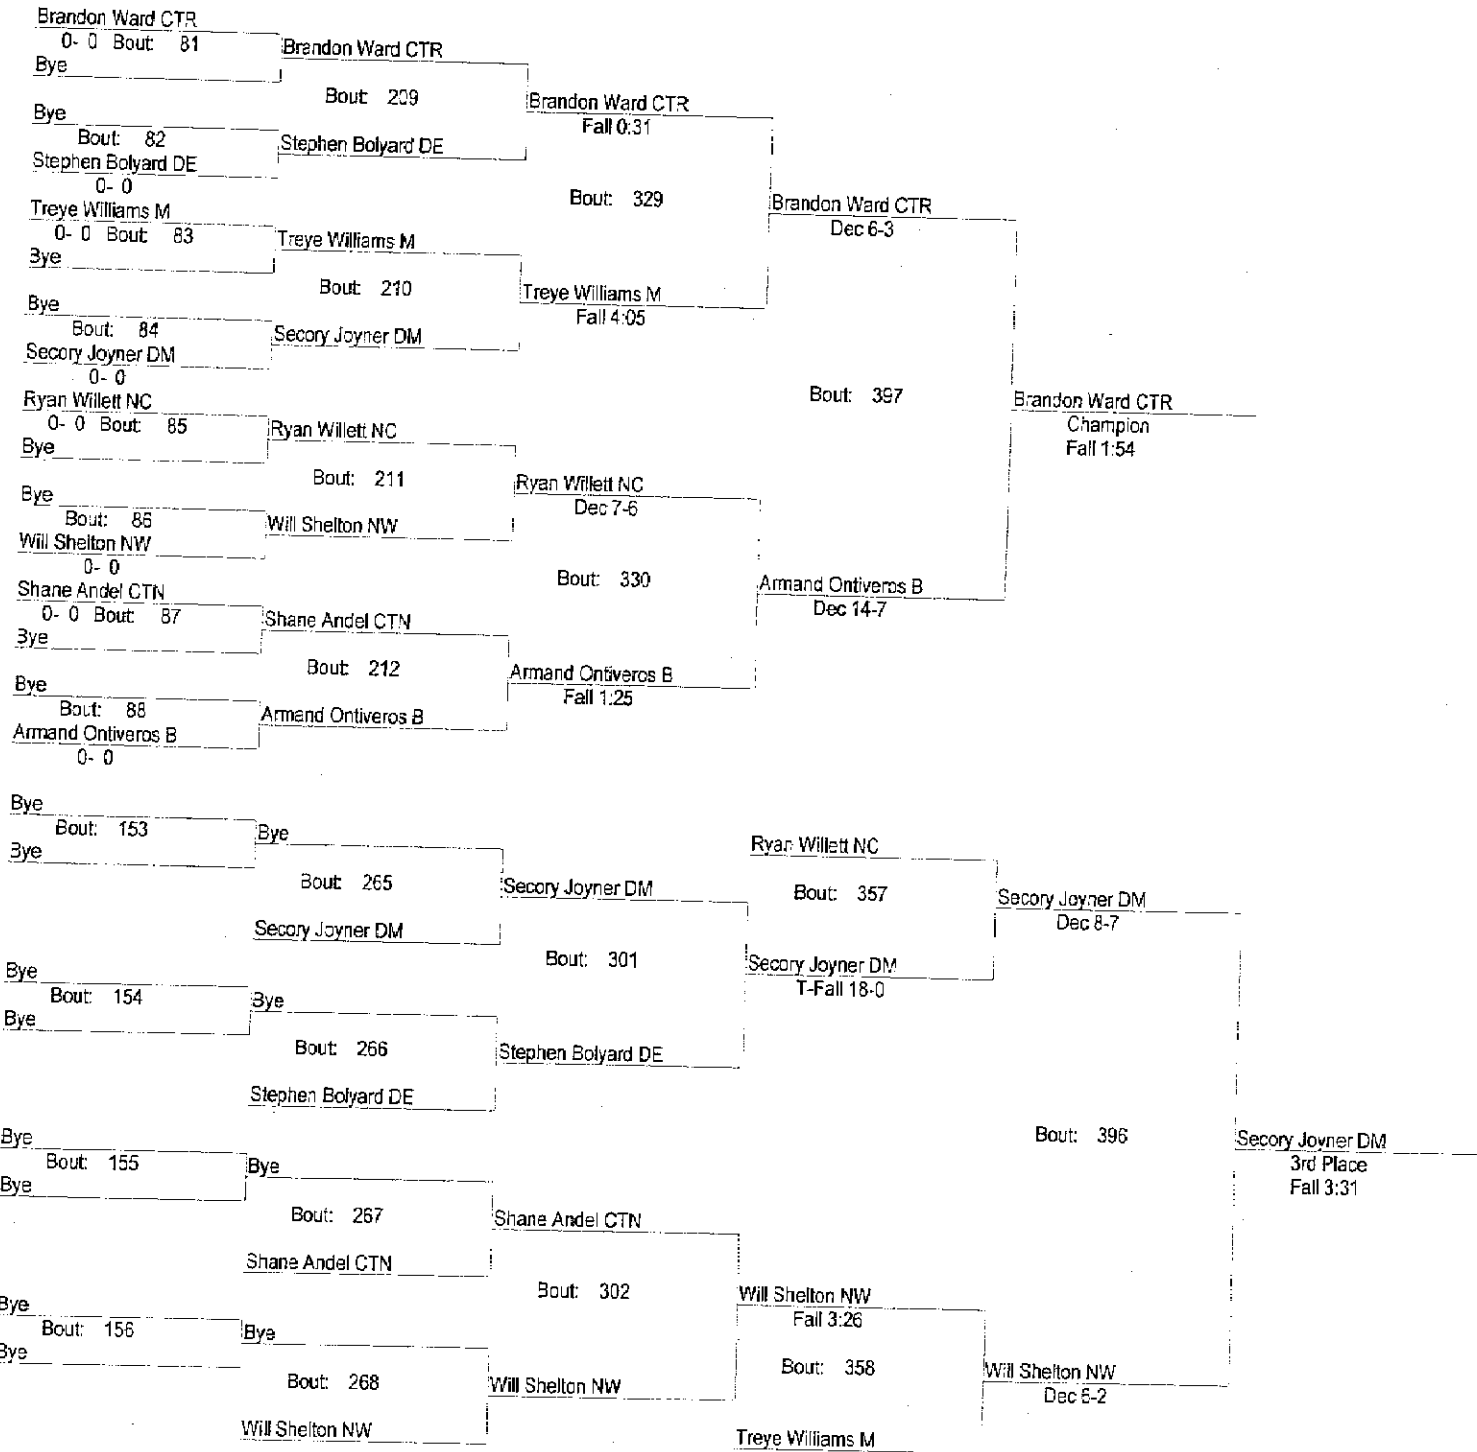 Brandon Ward CTR
0- 0 Bout: 81
Bye
Brandon Ward CTR
Bout: 209
Bye
Bout: 82
Stephen Bolyard DE
0- 0
Stephen Bolyard DE
Brandon Ward CTR
Fall 0:31
Bout: 329
Treye Williams M
0- 0 Bout: 83
Bye
Treye Williams M
Bout: 210
Bye
Bout: 84
Secory Joyner DM
0- 0
Secory Joyner DM
Treye Williams M
Fall 4:05
Brandon Ward CTR
Dec 6-3
Bout: 397
Ryan Willett NC
0- 0 Bout: 85
Bye
Ryan Willett NC
Bout: 211
Bye
Bout: 86
Will Shelton NW
0- 0
Will Shelton NW
Ryan Willett NC
Dec 7-6
Bout: 330
Shane Andel CTN
0- 0 Bout: 87
Bye
Shane Andel CTN
Bout: 212
Bye
Bout: 88
Armand Ontiveros B
0- 0
Armand Ontiveros B
Armand Ontiveros B
Fall 1:25
Armand Ontiveros B
Dec 14-7
Brandon Ward CTR
Champion
Fall 1:54
Bye
Bout: 153
Bye
Bye
Bout: 265
Secory Joyner DM
Secory Joyner DM
Bout: 301
Bye
Bout: 154
Bye
Bye
Bout: 266
Stephen Bolyard DE
Stephen Bolyard DE
Ryan Willett NC
Bout: 357
Secory Joyner DM
T-Fall 18-0
Secory Joyner DM
Dec 8-7
Bout: 396
Bye
Bout: 155
Bye
Bye
Bout: 267
Shane Andel CTN
Shane Andel CTN
Bout: 302
Bye
Bout: 156
Bye
Bye
Bout: 268
Will Shelton NW
Will Shelton NW
Will Shelton NW
Fall 3:26
Bout: 358
Treye Williams M
Will Shelton NW
Secory Joyner DM
3rd Place
Fall 3:31